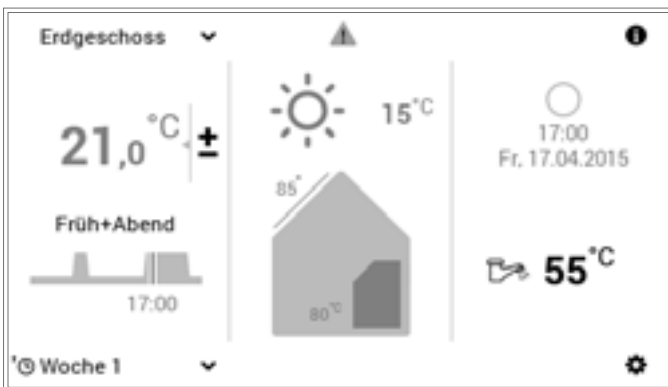 Erdgeschoss
21,0 °C
±
Früh+Abend
17:00
Woche 1
15°C
85°
80°C
17:00
Fr, 17.04.2015
55°C